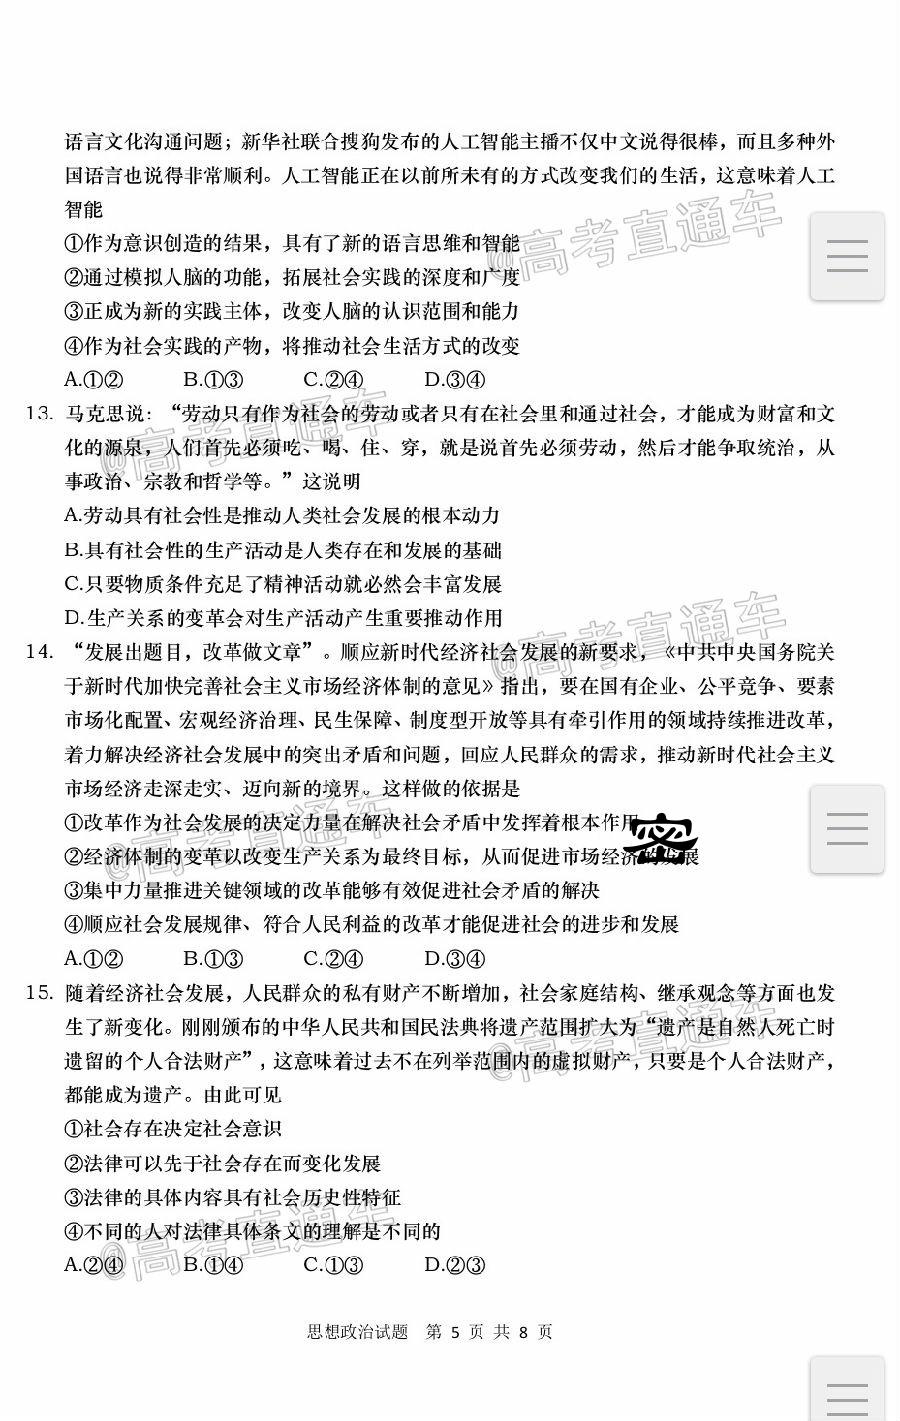 语言文化沟通问题；新华社联合搜狗发布的人工智能主播不仅中文说得很棒，而且多种外
国语言也说得非常顺利。人工智能正在以前所未有的方式改变我们的生活，这意味着人工
智能
①作为意识创造的结果，具有了新的语言思维和智能
②通过模拟人脑的功能，拓展社会实践的深度和广度
③正成为新的实践主体，改变人脑的认识范围和能力
④作为社会实践的产物，将推动社会生活方式的改变
A.①② B.①③ C.②④ D.③④
13. 马克思说：“劳动只有作为社会的劳动或者只有在社会里和通过社会，才能成为财富和文
化的源泉，人们首先必须吃、喝、住、穿，就是说首先必须劳动，然后才能争取统治，从
事政治、宗教和哲学等。”这说明
A.劳动具有社会性是推动人类社会发展的根本动力
B.具有社会性的生产活动是人类存在和发展的基础
C.只要物质条件充足了精神活动就必然会丰富发展
D.生产关系的变革会对生产活动产生重要推动作用
14. “发展出题目，改革做文章”。顺应新时代经济社会发展的新要求，《中共中央国务院关
于新时代加快完善社会主义市场经济体制的意见》指出，要在国有企业、公平竞争、要素
市场化配置、宏观经济治理、民生保障、制度型开放等具有牵引作用的领域持续推进改革，
着力解决经济社会发展中的突出矛盾和问题，回应人民群众的需求，推动新时代社会主义
市场经济走深走实、迈向新的境界。这样做的依据是
①改革作为社会发展的决定力量在解决社会矛盾中发挥着根本作用
密
②经济体制的变革以改变生产关系为最终目标，从而促进市场经济的发展
③集中力量推进关键领域的改革能够有效促进社会矛盾的解决
④顺应社会发展规律、符合人民利益的改革才能促进社会的进步和发展
A.①② B.①③ C.②④ D.③④
15. 随着经济社会发展，人民群众的私有财产不断增加，社会家庭结构、继承观念等方面也发
生了新变化。刚刚颁布的中华人民共和国民法典将遗产范围扩大为“遗产是自然人死亡时
遗留的个人合法财产”，这意味着过去不在列举范围内的虚拟财产，只要是个人合法财产，
都能成为遗产。由此可见
①社会存在决定社会意识
②法律可以先于社会存在而变化发展
③法律的具体内容具有社会历史性特征
④不同的人对法律具体条文的理解是不同的
A.②④ B.①④ C.①③ D.②③
思想政治试题 第 5 页 共 8 页
@高考直通车
@高考直通车
@高考直通车
@高考直通车
@高考直通车
@高考直通车